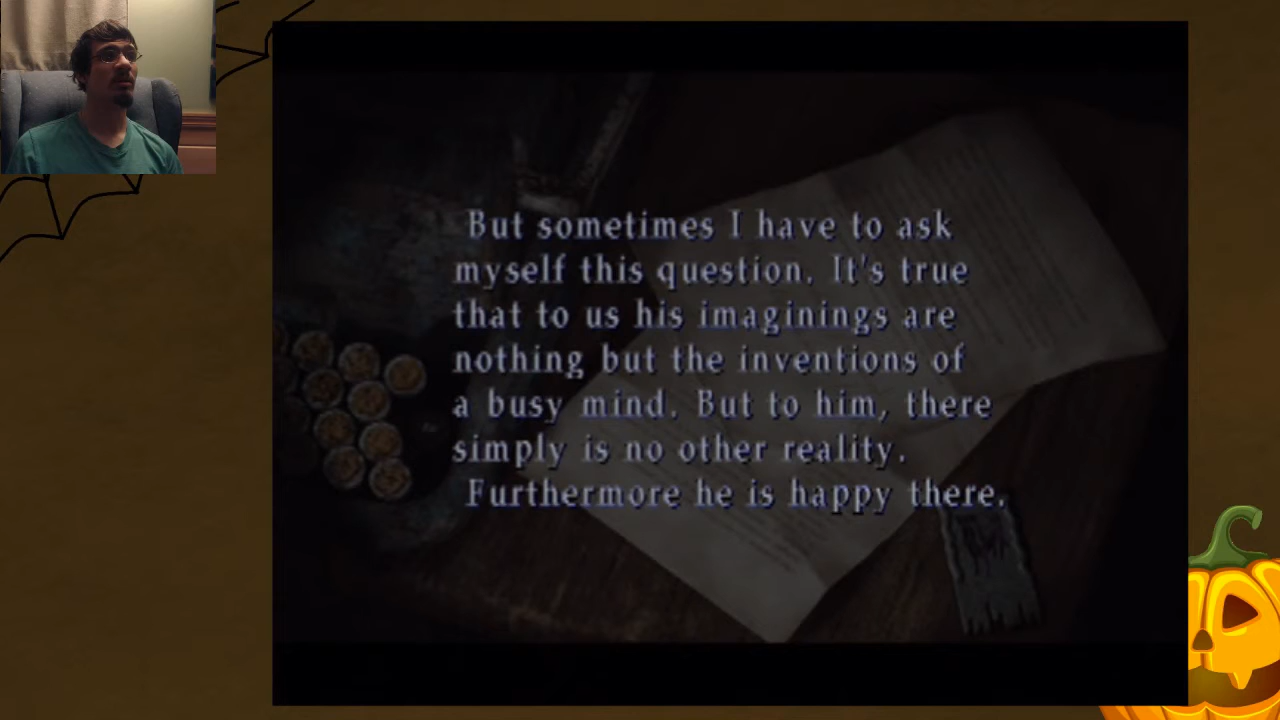 But sometimes I have to ask
myself this question. It's true
that to us his imaginings are
nothing but the inventions of
a busy mind. But to him, there
simply is no other reality.
Furthermore he is happy there.